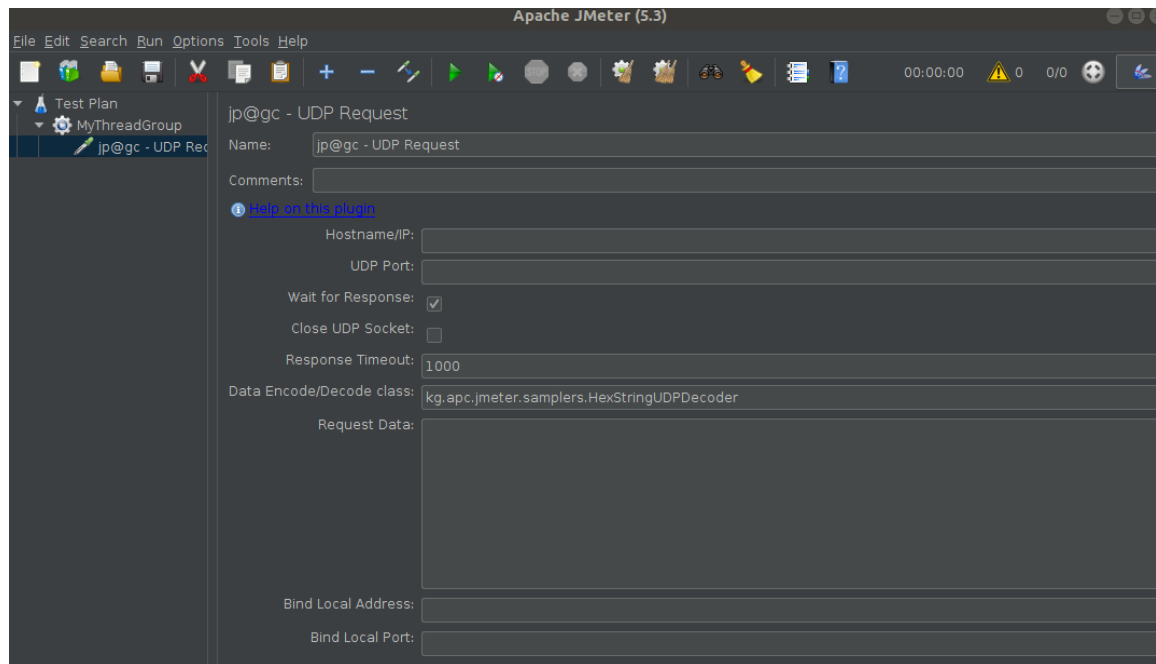 Apache JMeter (5.3)
File Edit Search Run Options Tools Help
STOP
00:00:00 0 0/0
Test Plan
MyThreadGroup
jp@gc - UDP Rec
jp@gc - UDP Request
Name: jp@gc - UDP Request
Comments:
Help on this plugin
Hostname/IP:
UDP Port:
Wait for Response:
Close UDP Socket:
Response Timeout: 1000
Data Encode/Decode class: kg.apc.jmeter.samplers.HexStringUDPDecoder
Request Data:
Bind Local Address:
Bind Local Port: